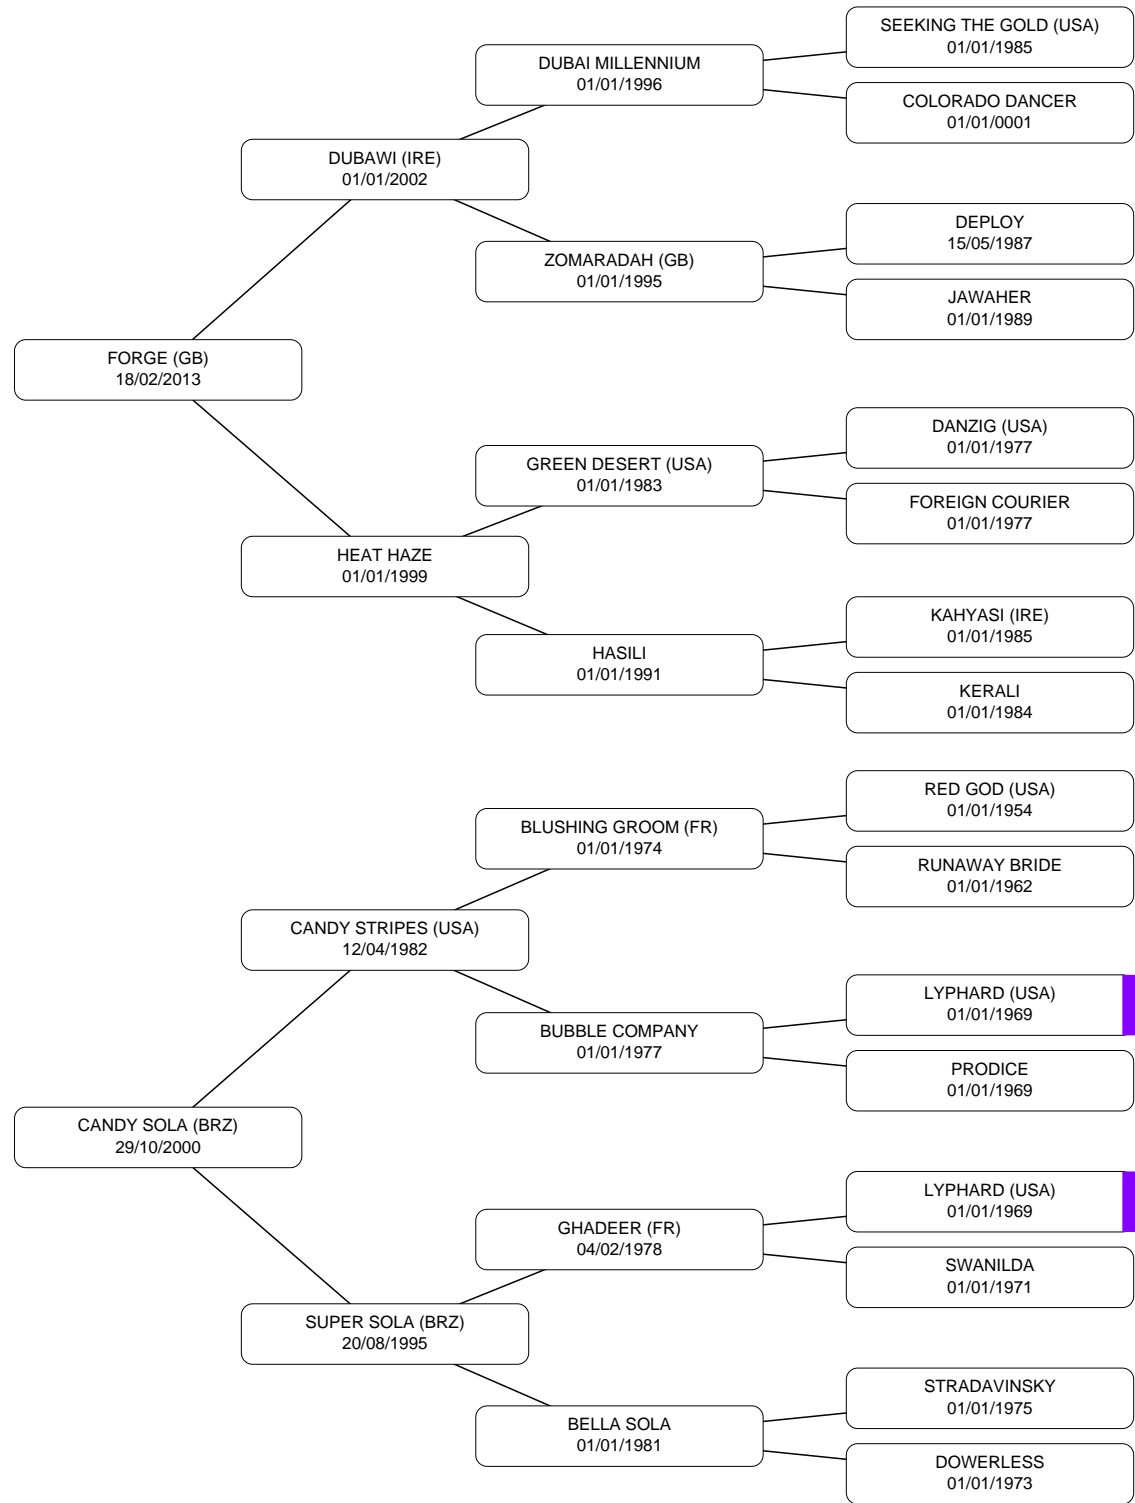 SEEKING THE GOLD (USA)
01/01/1985
DUBAI MILLENNIUM
01/01/1996
COLORADO DANCER
01/01/0001
DUBAWI (IRE)
01/01/2002
DEPLOY
15/05/1987
ZOMARADAH (GB)
01/01/1995
JAWAHER
01/01/1989
FORGE (GB)
18/02/2013
DANZIG (USA)
01/01/1977
GREEN DESERT (USA)
01/01/1983
FOREIGN COURIER
01/01/1977
HEAT HAZE
01/01/1999
KAHYASI (IRE)
01/01/1985
HASILI
01/01/1991
KERALI
01/01/1984
RED GOD (USA)
01/01/1954
BLUSHING GROOM (FR)
01/01/1974
RUNAWAY BRIDE
01/01/1962
CANDY STRIPES (USA)
12/04/1982
LYPHARD (USA)
01/01/1969
BUBBLE COMPANY
01/01/1977
PRODICE
01/01/1969
CANDY SOLA (BRZ)
29/10/2000
LYPHARD (USA)
01/01/1969
GHADEER (FR)
04/02/1978
SWANILDA
01/01/1971
SUPER SOLA (BRZ)
20/08/1995
STRADAVINSKY
01/01/1975
BELLA SOLA
01/01/1981
DOWERLESS
01/01/1973